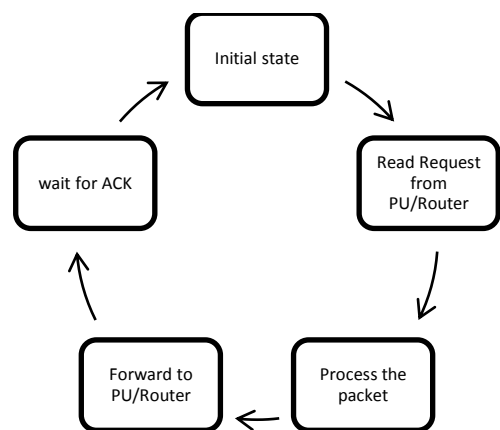 Initial state
Read Request
from
PU/Router
Process the
packet
Forward to
PU/Router
wait for ACK